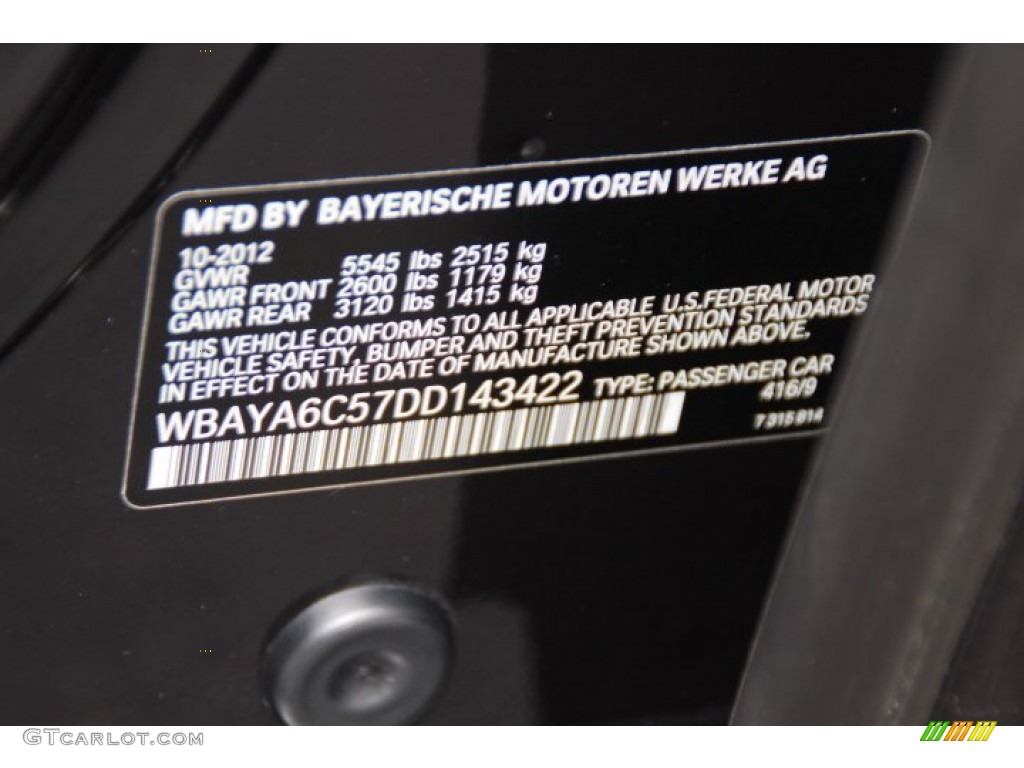 MFD BY BAYERISCHE MOTOREN WERKE AG
10-2012
GVWR 5545 lbs 2515 kg
GAWR FRONT 2600 lbs 1179 kg
GAWR REAR 3120 lbs 1415 kg
THIS VEHICLE CONFORMS TO ALL APPLICABLE U.S.FEDERAL MOTOR
VEHICLE SAFETY, BUMPER AND THEFT PREVENTION STANDARDS
IN EFFECT ON THE DATE OF MANUFACTURE SHOWN ABOVE.
WBAYA6C57DD143422 TYPE: PASSENGER CAR
416/9
7 315 814
GTCARLOT.COM